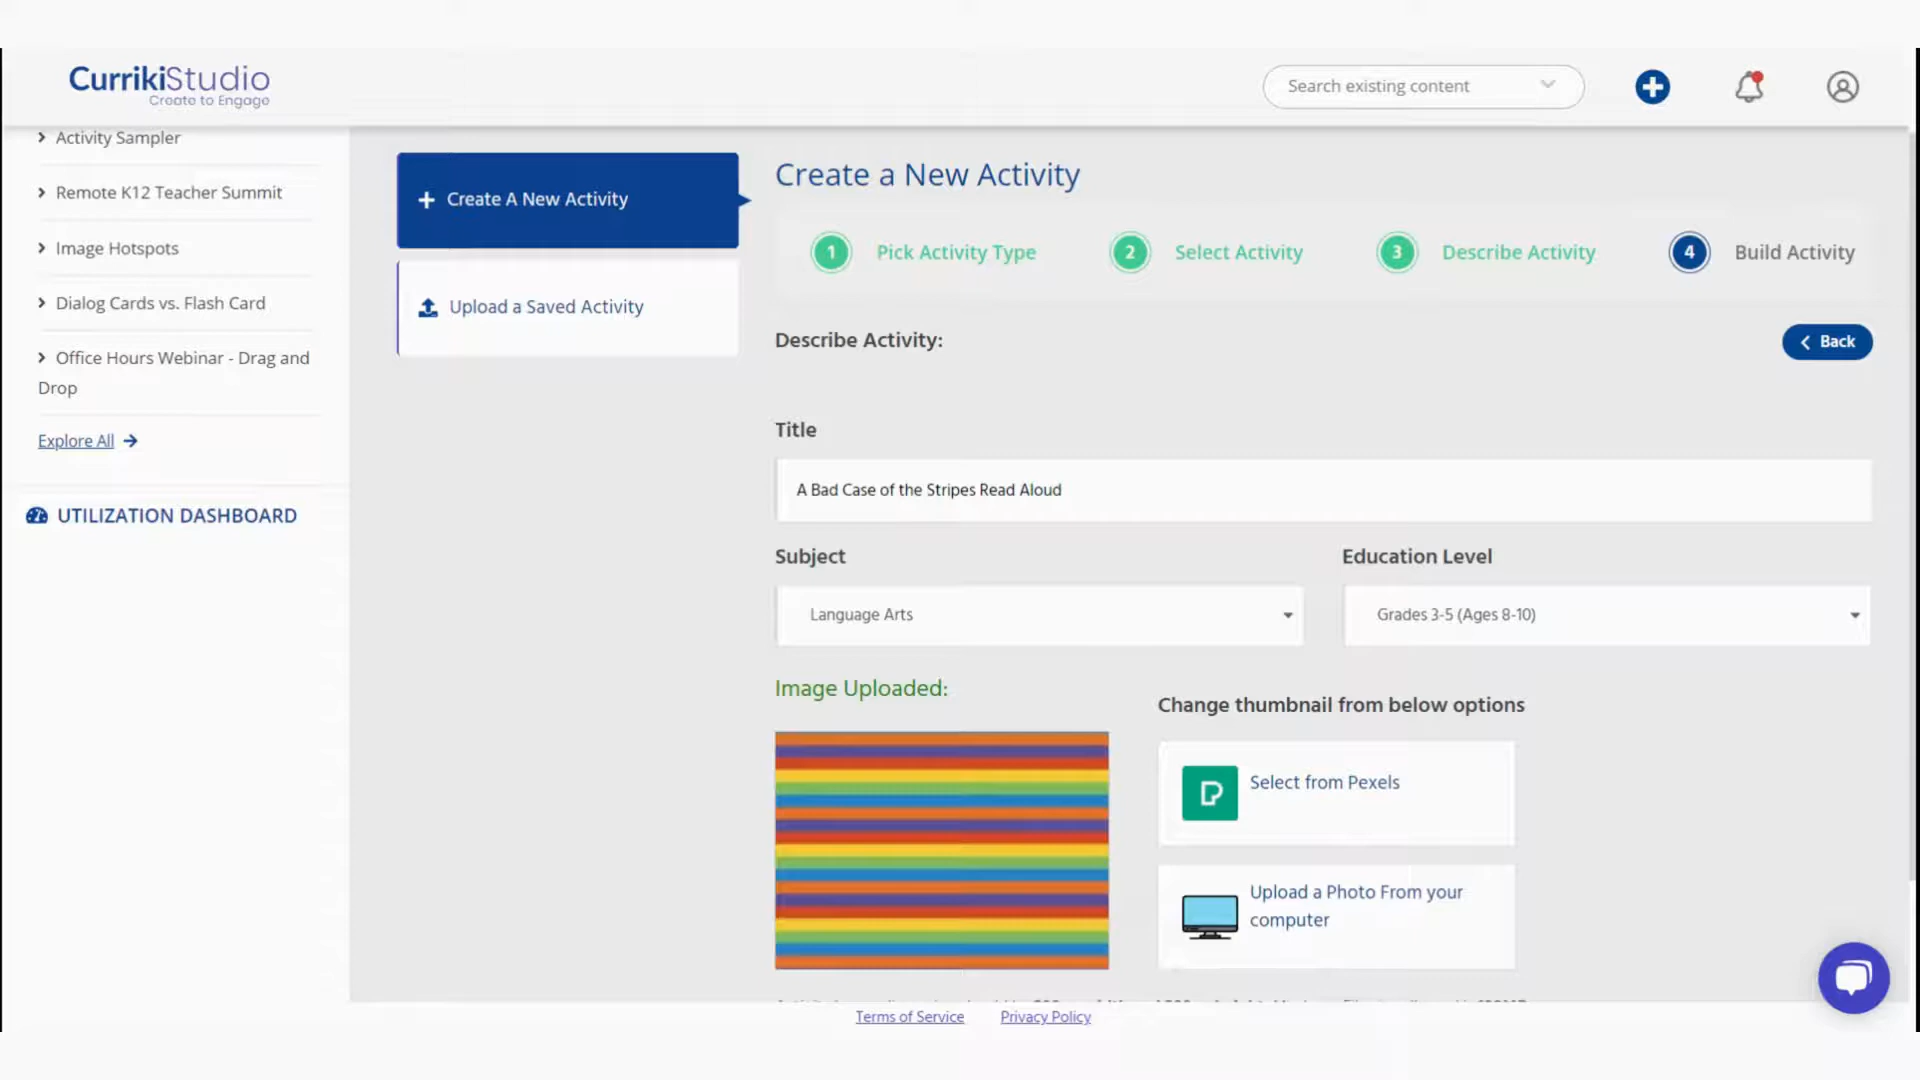 CurrikiStudio
Create to Engage
Search existing content
Activity Sampler
Remote K12 Teacher Summit
Image Hotspots
Dialog Cards vs. Flash Card
Office Hours Webinar - Drag and
Drop
Explore All
UTILIZATION DASHBOARD
Create A New Activity
Upload a Saved Activity
Create a New Activity
1 Pick Activity Type
2 Select Activity
3 Describe Activity
4 Build Activity
Describe Activity:
Back
Title
A Bad Case of the Stripes Read Aloud
Subject
Education Level
Language Arts
Grades 3-5 (Ages 8-10)
Image Uploaded:
Change thumbnail from below options
Select from Pexels
Upload a Photo From your
computer
Terms of Service
Privacy Policy